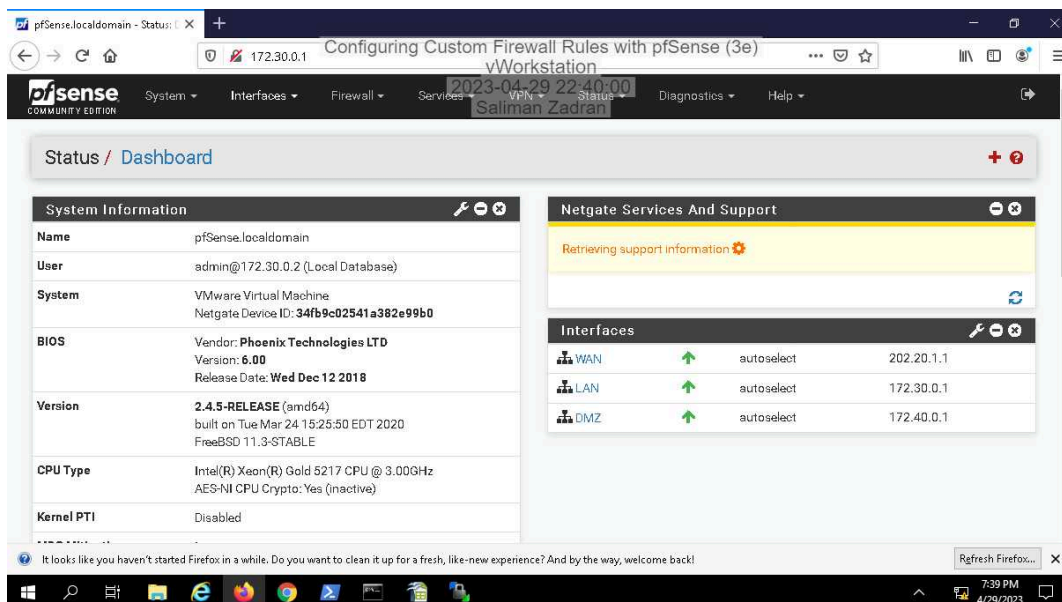 pfSense.localdomain - Status:
172.30.0.1
Configuring Custom Firewall Rules with pfSense (3e)
vWorkstation
2023-04-29 22:40:00
Saliman Zadran
pfsense
COMMUNITY EDITION
System
Interfaces
Firewall
Services
VPN
Status
Diagnostics
Help
Status / Dashboard
System Information
Name pfSense.localdomain
User admin@172.30.0.2 (Local Database)
System VMware Virtual Machine
Netgate Device ID: 34fb9c02541a382e99b0
BIOS Vendor: Phoenix Technologies LTD
Version: 6.00
Release Date: Wed Dec 12 2018
Version 2.4.5-RELEASE (amd64)
built on Tue Mar 24 15:25:50 EDT 2020
FreeBSD 11.3-STABLE
CPU Type Intel(R) Xeon(R) Gold 5217 CPU @ 3.00GHz
AES-NI CPU Crypto: Yes (inactive)
Kernel PTI Disabled
Netgate Services And Support
Retrieving support information
Interfaces
WAN autoselect 202.20.1.1
LAN autoselect 172.30.0.1
DMZ autoselect 172.40.0.1
It looks like you haven't started Firefox in a while. Do you want to clean it up for a fresh, like-new experience? And by the way, welcome back!
Refresh Firefox...
7:39 PM
4/29/2023